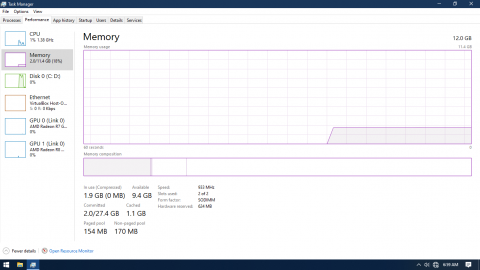 Task Manager
File Options View
Processes Performance App history Startup Users Details Services
CPU
1% 1.38 GHz
Memory
2.0/11.4 GB (18%)
Disk 0 (C: D:)
0%
Ethernet
VirtualBox Host-O...
S: 0 R: 0 Kbps
GPU 0 (Link 0)
AMD Radeon R7 G...
0%
GPU 1 (Link 0)
AMD Radeon R8 ...
0%
Memory
12.0 GB
Memory usage
11.4 GB
60 seconds
0
Memory composition
In use (Compressed)
1.9 GB (0 MB)
Available
9.4 GB
Committed
2.0/27.4 GB
Cached
1.1 GB
Paged pool
154 MB
Non-paged pool
170 MB
Speed: 933 MHz
Slots used: 2 of 2
Form factor: SODIMM
Hardware reserved: 634 MB
Fewer details
Open Resource Monitor
6:39 AM